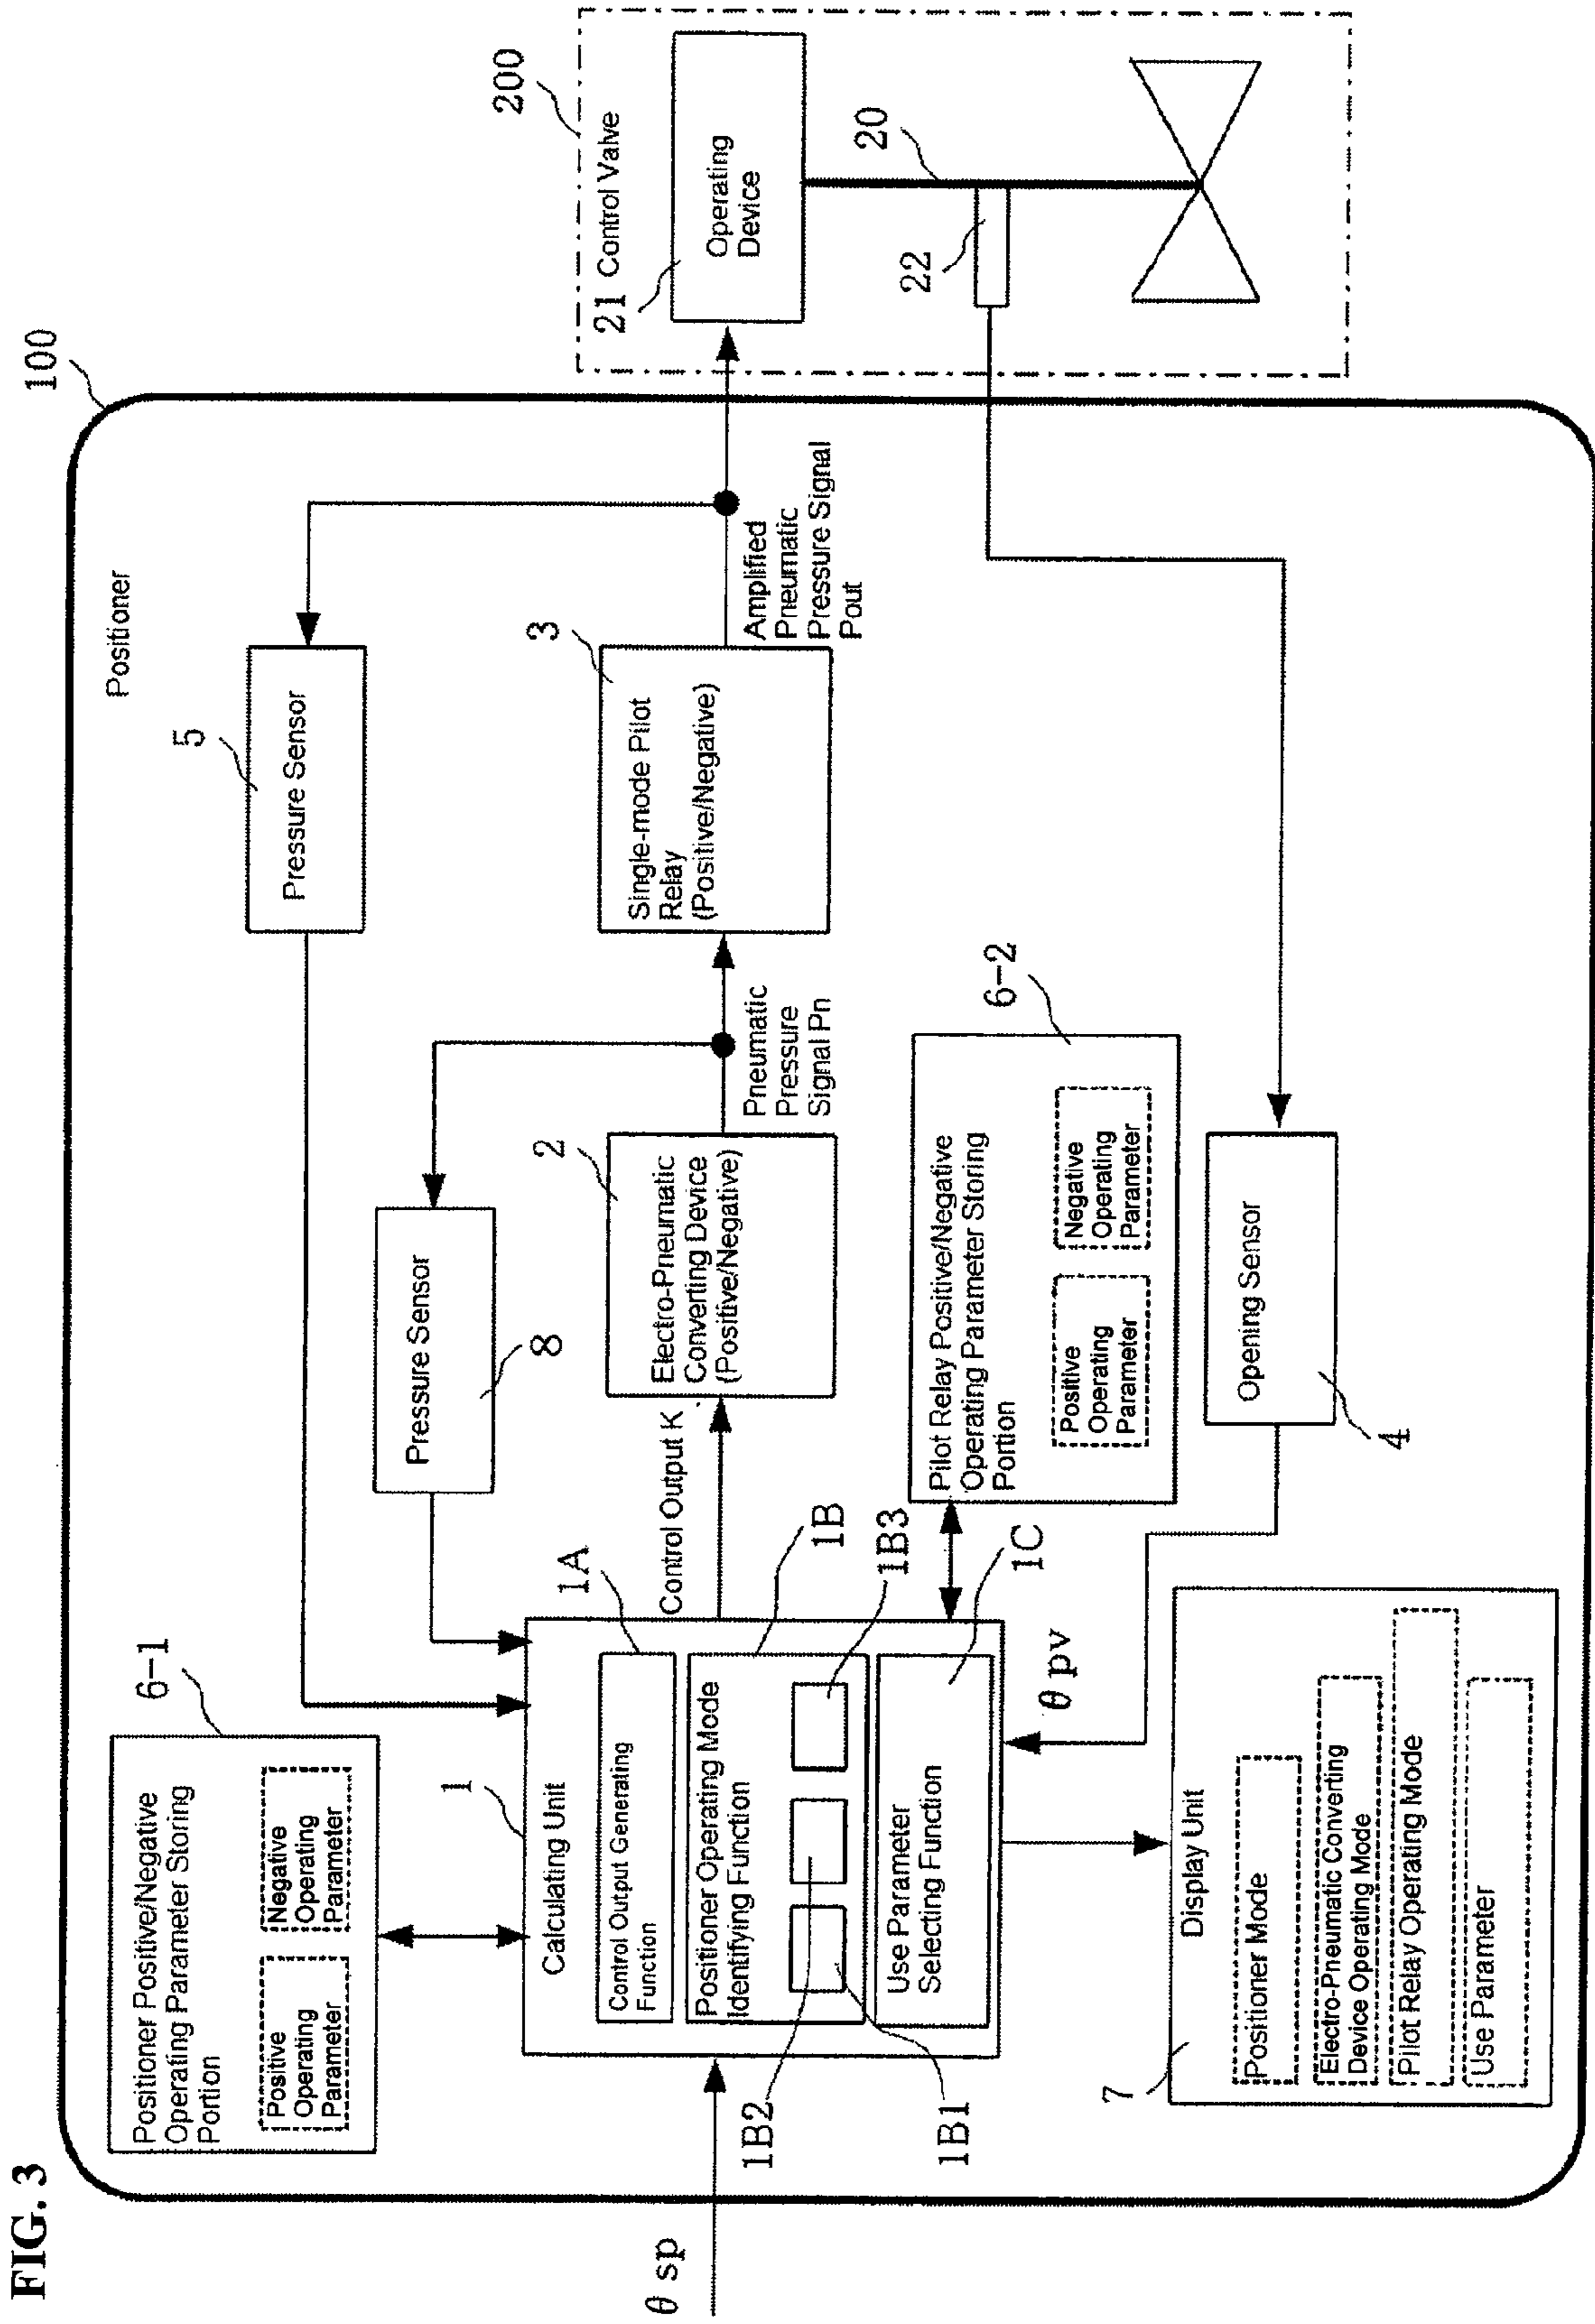 FIG. 3
100
Positioner
6-1
Positioner Positive/Negative
Operating Parameter Storing
Portion
Positive
Operating
Parameter
Negative
Operating
Parameter
5
Pressure Sensor
Pressure Sensor
8
θ sp
1
Calculating Unit
1A
Control Output Generating
Function
1B
Positioner Operating Mode
Identifying Function
1B2
1B1
1B3
1C
Use Parameter
Selecting Function
Control Output K
2
Electro-Pneumatic
Converting Device
(Positive/Negative)
Pneumatic
Pressure
Signal Pn
3
Single-mode Pilot
Relay
(Positive/Negative)
Amplified
Pneumatic
Pressure Signal
Pout
200
21 Control Valve
Operating
Device
20
22
6-2
Pilot Relay Positive/Negative
Operating Parameter Storing
Portion
Positive
Operating
Parameter
Negative
Operating
Parameter
θ pv
Opening Sensor
4
7
Display Unit
Positioner Mode
Electro-Pneumatic Converting
Device Operating Mode
Pilot Relay Operating Mode
Use Parameter